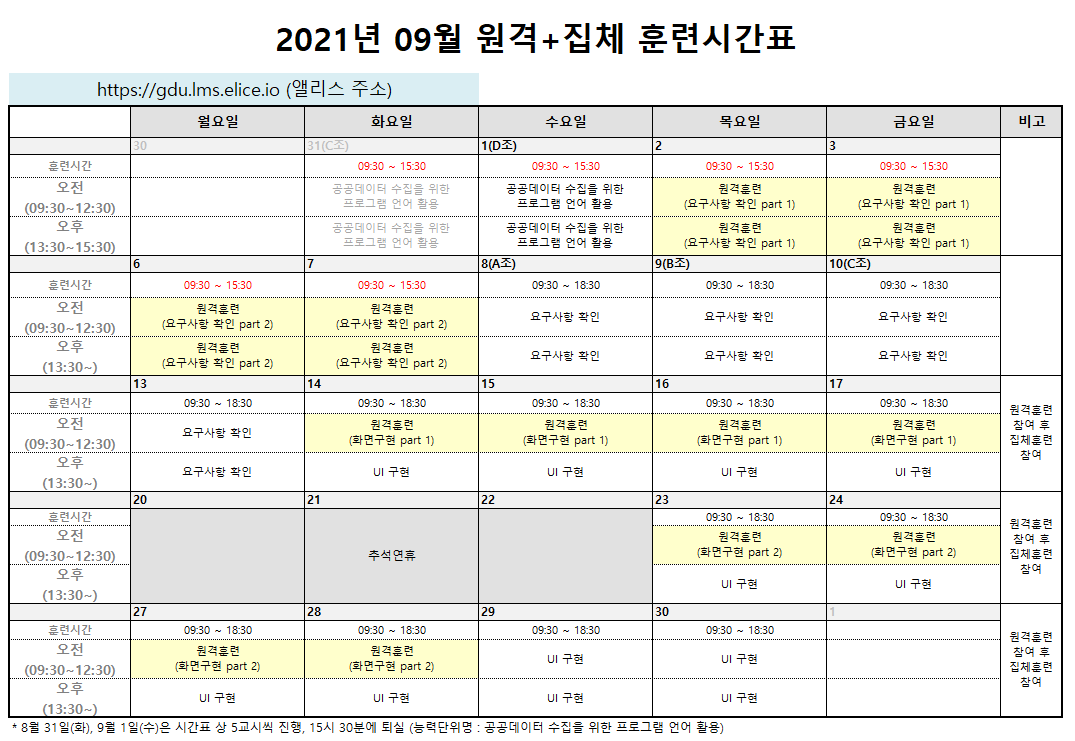 2021년 09월 원격+집체 훈련시간표
https://gdu.lms.elice.io (앨리스 주소)
월요일 화요일 수요일 목요일 금요일 비고
30 31(C조) 1(D조) 2 3
훈련시간 09:30 ~ 15:30 09:30 ~ 15:30 09:30 ~ 15:30 09:30 ~ 15:30
오전 공공데이터 수집을 위한 공공데이터 수집을 위한 원격훈련 원격훈련
(09:30~12:30) 프로그램 언어 활용 프로그램 언어 활용 (요구사항 확인 part 1) (요구사항 확인 part 1)
오후 공공데이터 수집을 위한 공공데이터 수집을 위한 원격훈련 원격훈련
(13:30~15:30) 프로그램 언어 활용 프로그램 언어 활용 (요구사항 확인 part 1) (요구사항 확인 part 1)
6 7 8(A조) 9(B조) 10(C조)
훈련시간 09:30 ~ 15:30 09:30 ~ 15:30 09:30 ~ 18:30 09:30 ~ 18:30 09:30 ~ 18:30
오전 원격훈련 원격훈련
(09:30~12:30) (요구사항 확인 part 2) (요구사항 확인 part 2) 요구사항 확인 요구사항 확인 요구사항 확인
오후 원격훈련 원격훈련
(13:30~) (요구사항 확인 part 2) (요구사항 확인 part 2) 요구사항 확인 요구사항 확인 요구사항 확인
13 14 15 16 17
훈련시간 09:30 ~ 18:30 09:30 ~ 18:30 09:30 ~ 18:30 09:30 ~ 18:30 09:30 ~ 18:30
오전 원격훈련 원격훈련 원격훈련 원격훈련
(09:30~12:30) 요구사항 확인 (화면구현 part 1) (화면구현 part 1) (화면구현 part 1) (화면구현 part 1)
오후
(13:30~) 요구사항 확인 UI 구현 UI 구현 UI 구현 UI 구현
원격훈련
참여 후
집체훈련
참여
20 21 22 23 24
훈련시간 09:30 ~ 18:30 09:30 ~ 18:30
오전 원격훈련 원격훈련
(09:30~12:30) 추석연휴 (화면구현 part 2) (화면구현 part 2)
오후
(13:30~) UI 구현 UI 구현
원격훈련
참여 후
집체훈련
참여
27 28 29 30 1
훈련시간 09:30 ~ 18:30 09:30 ~ 18:30 09:30 ~ 18:30 09:30 ~ 18:30
오전 원격훈련 원격훈련
(09:30~12:30) (화면구현 part 2) (화면구현 part 2) UI 구현 UI 구현
오후
(13:30~) UI 구현 UI 구현 UI 구현 UI 구현
원격훈련
참여 후
집체훈련
참여
* 8월 31일(화), 9월 1일(수)은 시간표 상 5교시씩 진행, 15시 30분에 퇴실 (능력단위명 : 공공데이터 수집을 위한 프로그램 언어 활용)